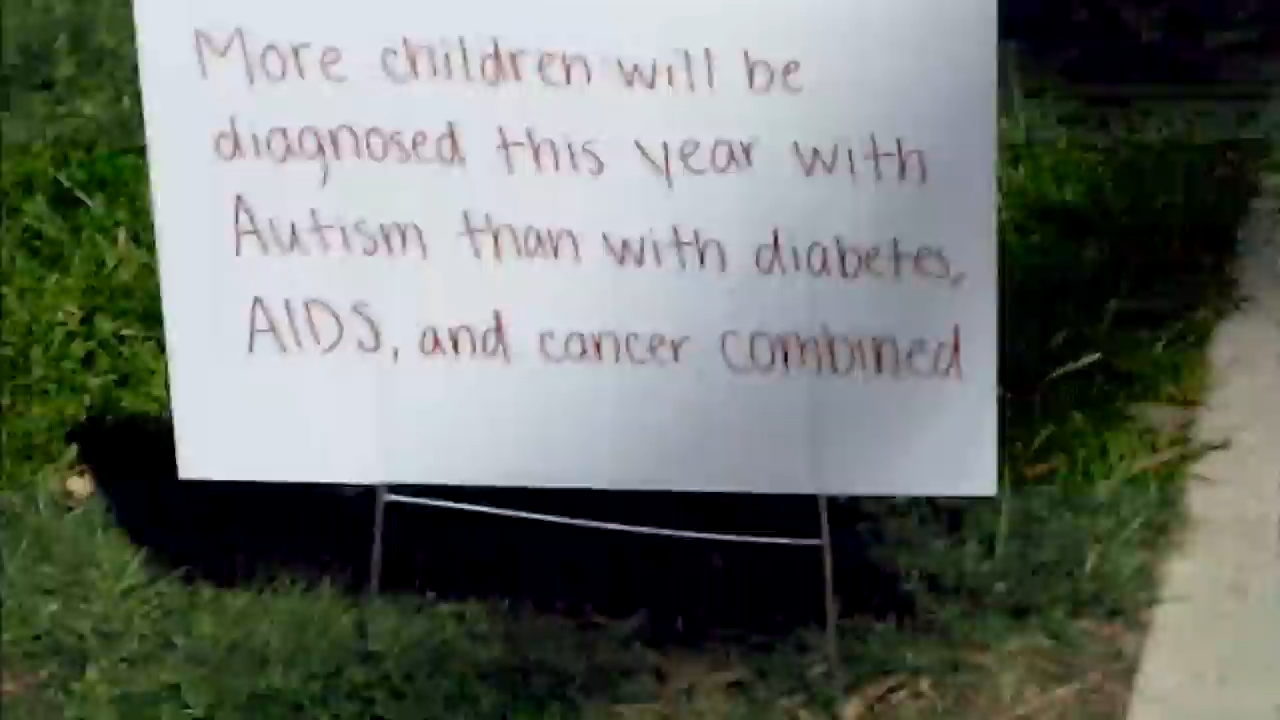 More children will be
diagnosed this year with
Autism than with diabetes,
AIDS, and cancer combined